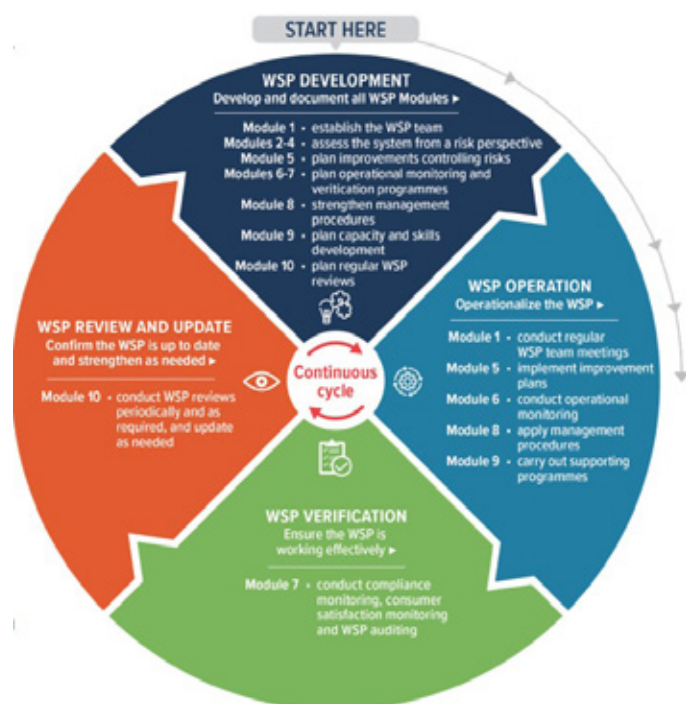 START HERE
WSP DEVELOPMENT
Develop and document all WSP Modules ▸
Module 1 • establish the WSP team
Modules 2-4 • assess the system from a risk perspective
Module 5 • plan improvements controlling risks
Modules 6-7 • plan operational monitoring and
verification programmes
Module 8 • strengthen management
procedures
Module 9 • plan capacity and skills
development
Module 10 • plan regular WSP
reviews
WSP OPERATION
Operationalize the WSP ▸
Module 1 • conduct regular
WSP team meetings
Module 5 • implement improvement
plans
Module 6 • conduct operational
monitoring
Module 8 • apply management
procedures
Module 9 • carry out supporting
programmes
WSP VERIFICATION
Ensure the WSP is
working effectively ▸
Module 7 • conduct compliance
monitoring, consumer
satisfaction monitoring
and WSP auditing
WSP REVIEW AND UPDATE
Confirm the WSP is up to date
and strengthen as needed ▸
Module 10 • conduct WSP reviews
periodically and as
required, and update
as needed
Continuous
cycle